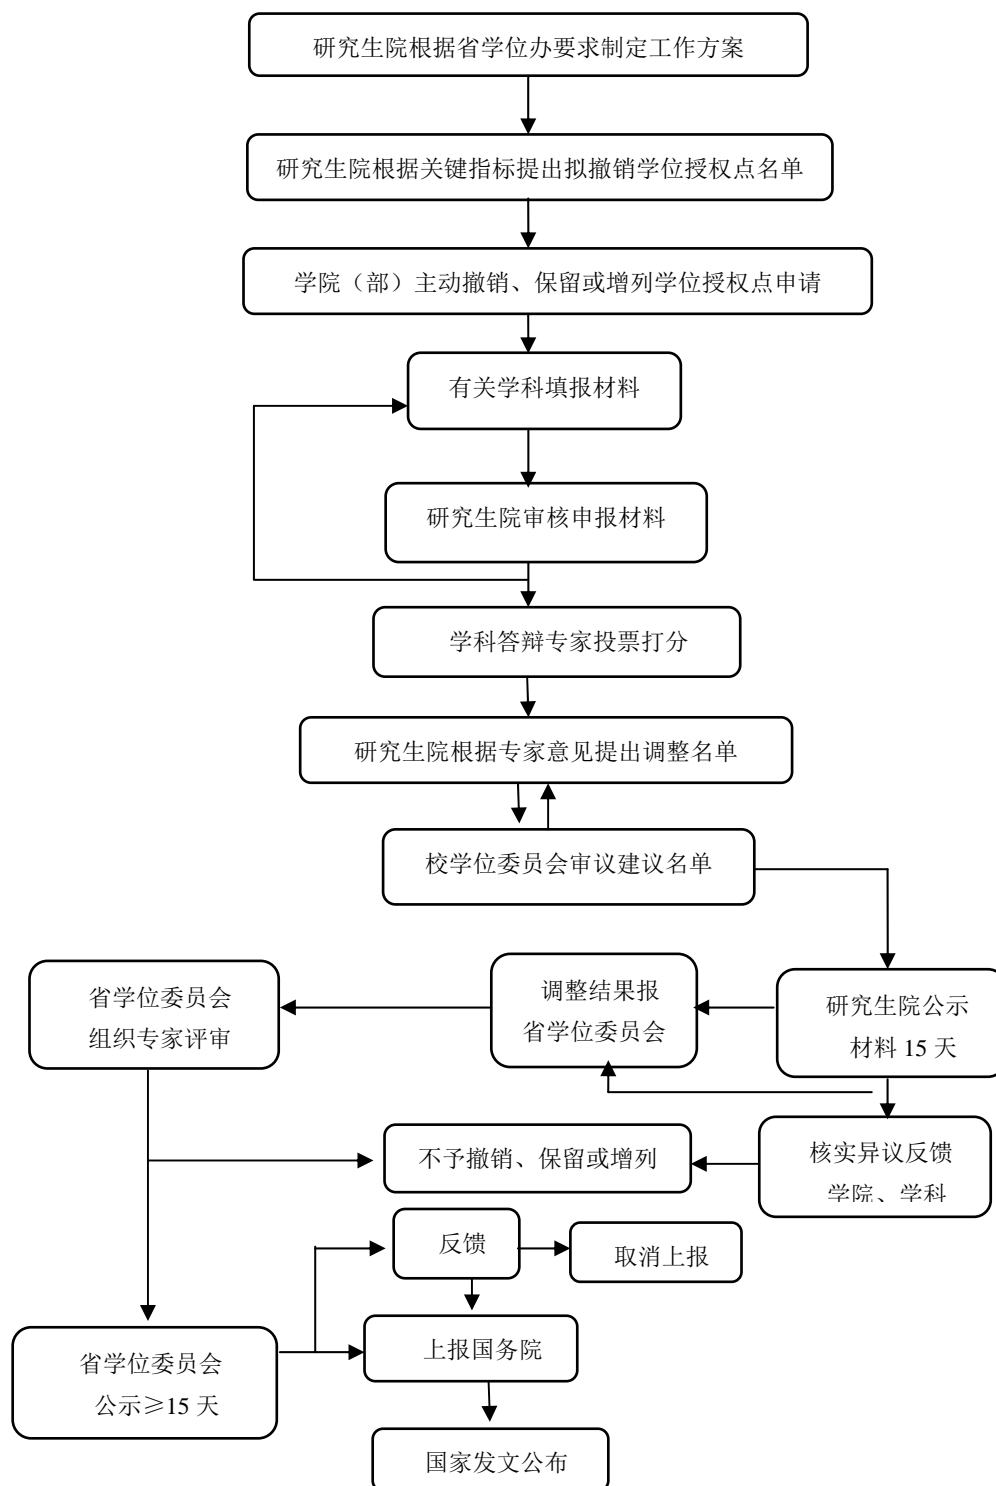 研究生院根据省学位办要求制定工作方案
研究生院根据关键指标提出拟撤销学位授权点名单
学院（部）主动撤销、保留或增列学位授权点申请
有关学科填报材料
研究生院审核申报材料
学科答辩专家投票打分
研究生院根据专家意见提出调整名单
校学位委员会审议建议名单
省学位委员会
组织专家评审
调整结果报
省学位委员会
研究生院公示
材料 15 天
不予撤销、保留或增列
核实异议反馈
学院、学科
反馈
取消上报
省学位委员会
公示≥15 天
上报国务院
国家发文公布